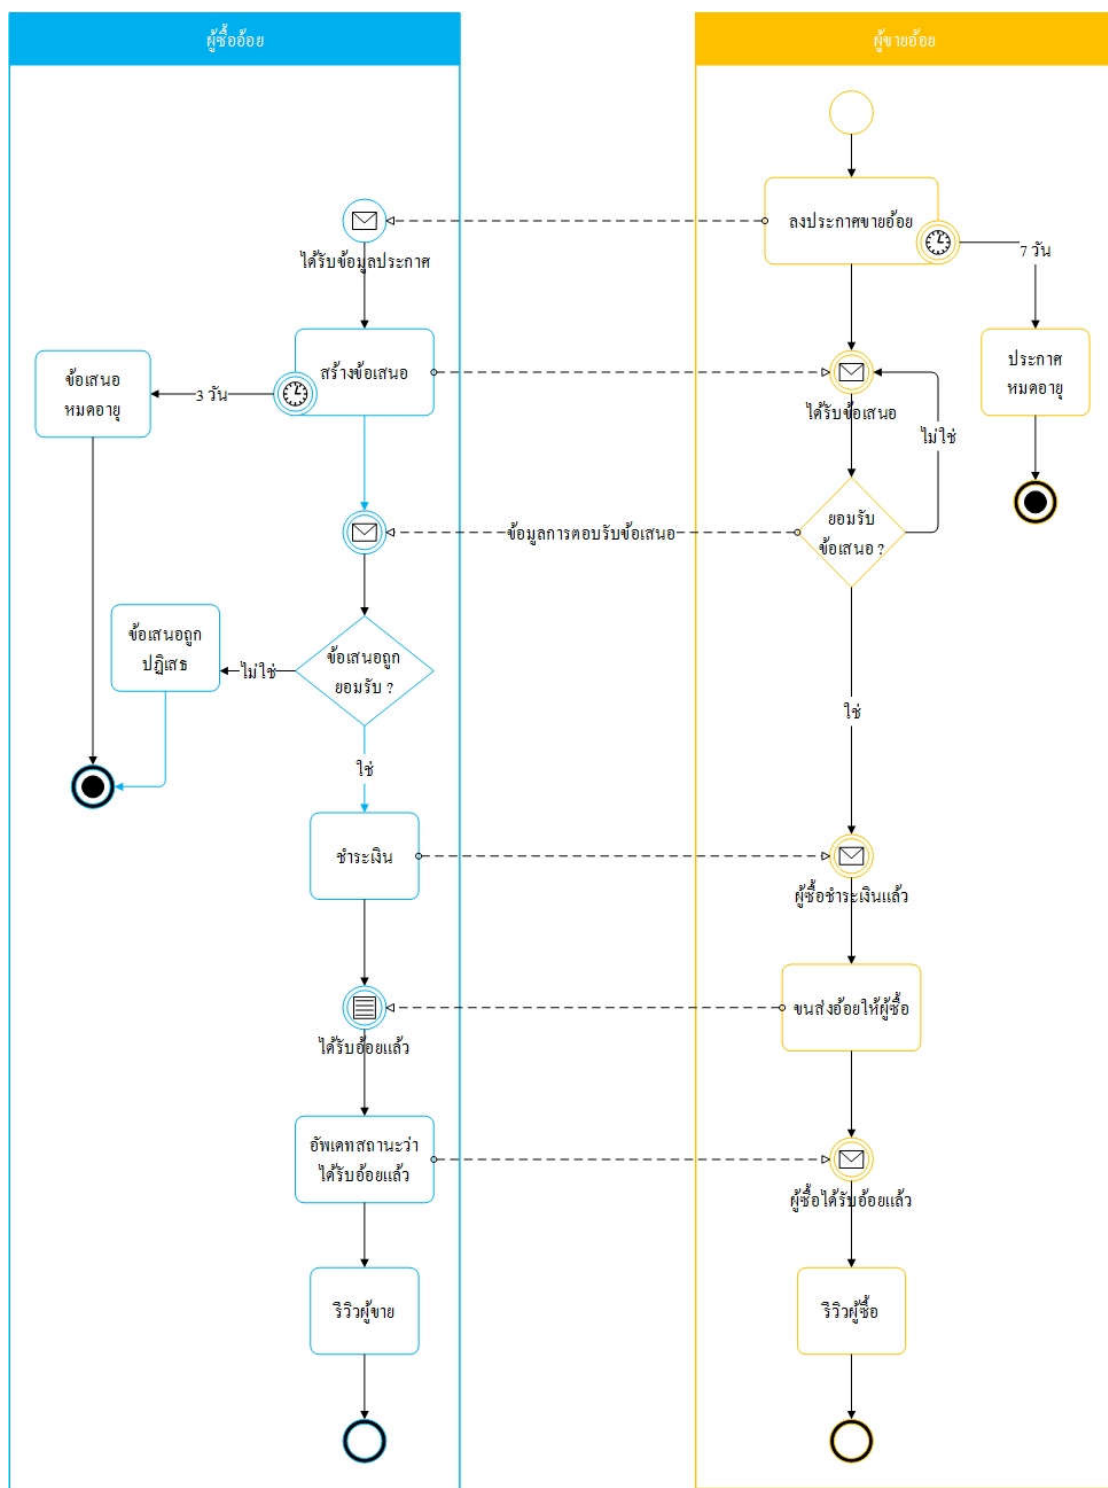 ผู้ซื้ออ้อย
ผู้ขายอ้อย
ลงประกาศขายอ้อย
7 วัน
ได้รับข้อมูลประกาศ
ข้อเสนอ
หมดอายุ
3 วัน
สร้างข้อเสนอ
ได้รับข้อเสนอ
ไม่ใช่
ประกาศ
หมดอายุ
ข้อมูลการตอบรับข้อเสนอ
ยอมรับ
ข้อเสนอ ?
ข้อเสนอถูก
ปฏิเสธ
ไม่ใช่
ข้อเสนอถูก
ยอมรับ ?
ใช่
ใช่
ชำระเงิน
ผู้ซื้อชำระเงินแล้ว
ได้รับอ้อยแล้ว
ขนส่งอ้อยให้ผู้ซื้อ
อัพเดทสถานะว่า
ได้รับอ้อยแล้ว
ผู้ซื้อได้รับอ้อยแล้ว
รีวิวผู้ขาย
รีวิวผู้ซื้อ